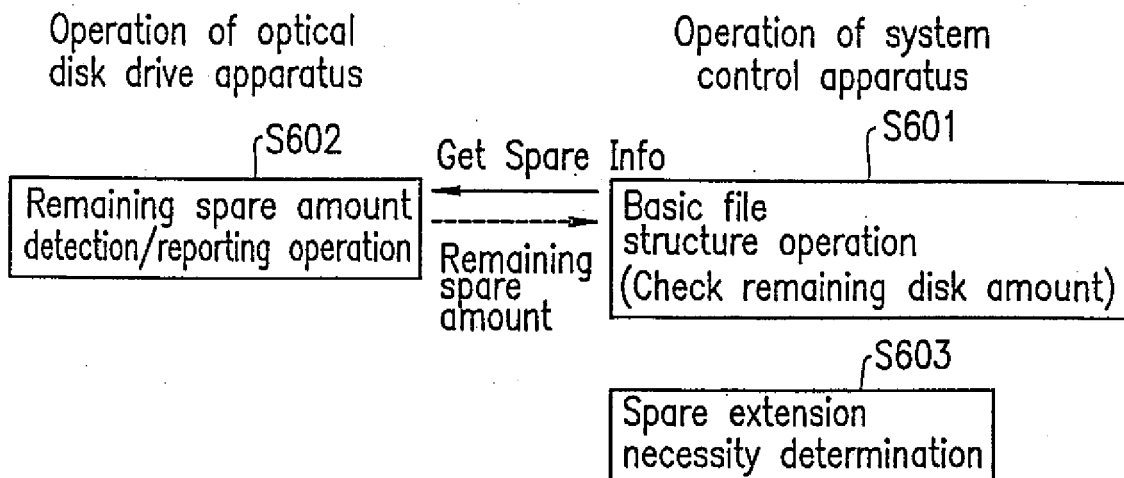 Operation of optical
disk drive apparatus
Operation of system
control apparatus
S602
S601
Get Spare Info
Remaining spare amount
detection/reporting operation
Remaining
spare
amount
Basic file
structure operation
(Check remaining disk amount)
S603
Spare extension
necessity determination